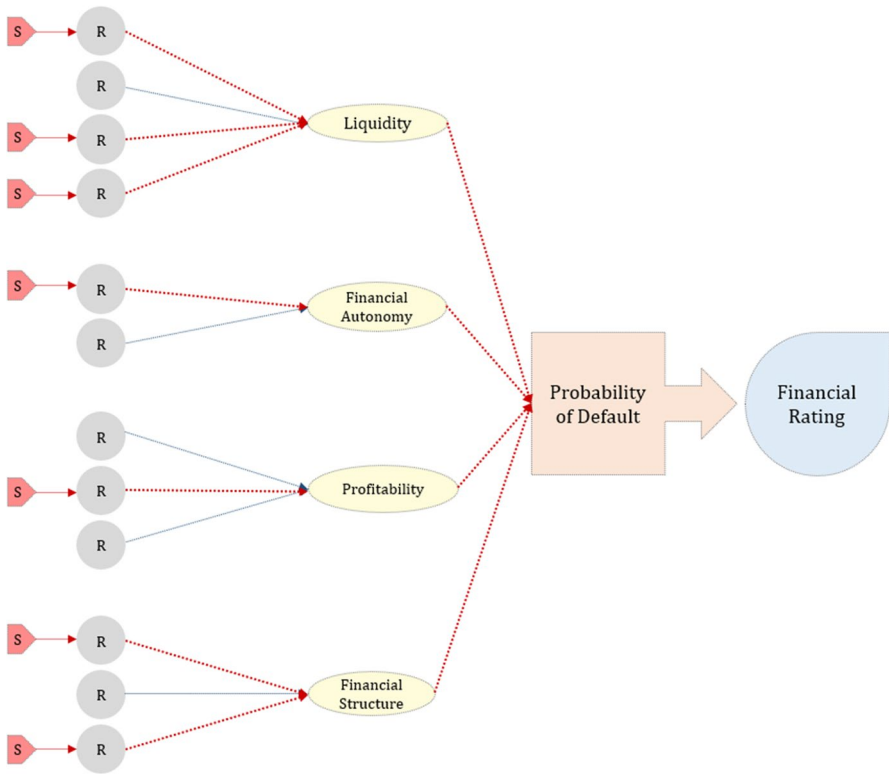 S
R
R
S
R
S
R
Liquidity
S
R
R
Financial
Autonomy
R
S
R
R
Profitability
S
R
R
S
R
Financial
Structure
Probability
of Default
Financial
Rating